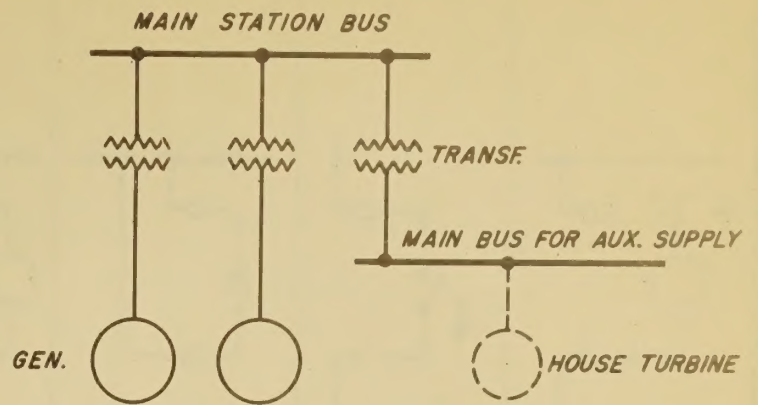 MAIN STATION BUS
TRANSF.
MAIN BUS FOR AUX. SUPPLY
GEN.
HOUSE TURBINE